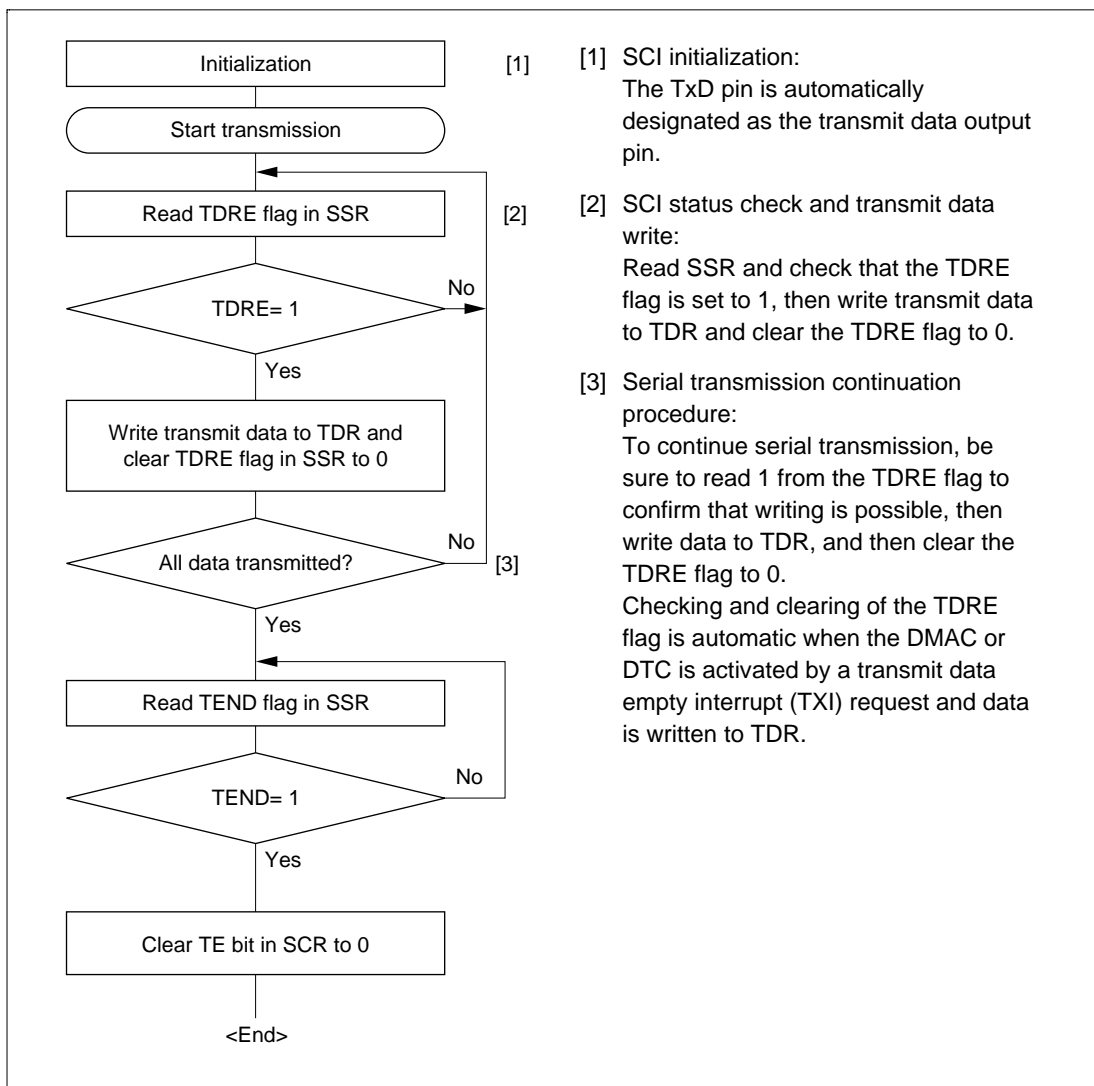 Initialization
[1]
Start transmission
Read TDRE flag in SSR
[2]
TDRE= 1
No
Yes
Write transmit data to TDR and
clear TDRE flag in SSR to 0
All data transmitted?
No
[3]
Yes
Read TEND flag in SSR
TEND= 1
No
Yes
Clear TE bit in SCR to 0
<End>
[1] SCI initialization:
The TxD pin is automatically
designated as the transmit data output
pin.
[2] SCI status check and transmit data
write:
Read SSR and check that the TDRE
flag is set to 1, then write transmit data
to TDR and clear the TDRE flag to 0.
[3] Serial transmission continuation
procedure:
To continue serial transmission, be
sure to read 1 from the TDRE flag to
confirm that writing is possible, then
write data to TDR, and then clear the
TDRE flag to 0.
Checking and clearing of the TDRE
flag is automatic when the DMAC or
DTC is activated by a transmit data
empty interrupt (TXI) request and data
is written to TDR.